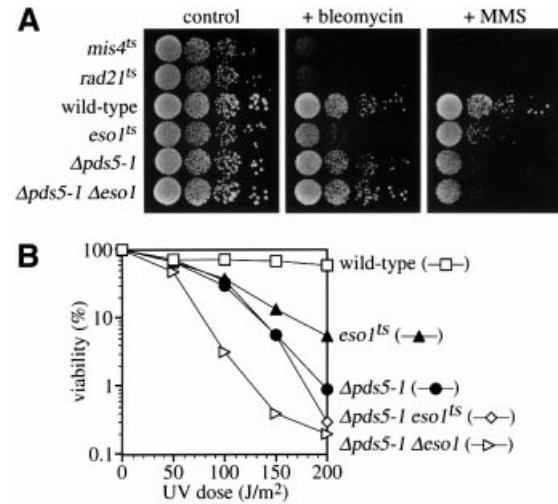 A
control
+ bleomycin
+ MMS
mis4ts
rad21ts
wild-type
eso1ts
Δpds5-1
Δpds5-1 Δeso1
B
100
10
1
0.1
viability (%)
0
50
100
150
200
UV dose (J/m²)
wild-type (—□—)
eso1ts (—▲—)
Δpds5-1 (—●—)
Δpds5-1 eso1ts (—◇—)
Δpds5-1 Δeso1 (—▷—)